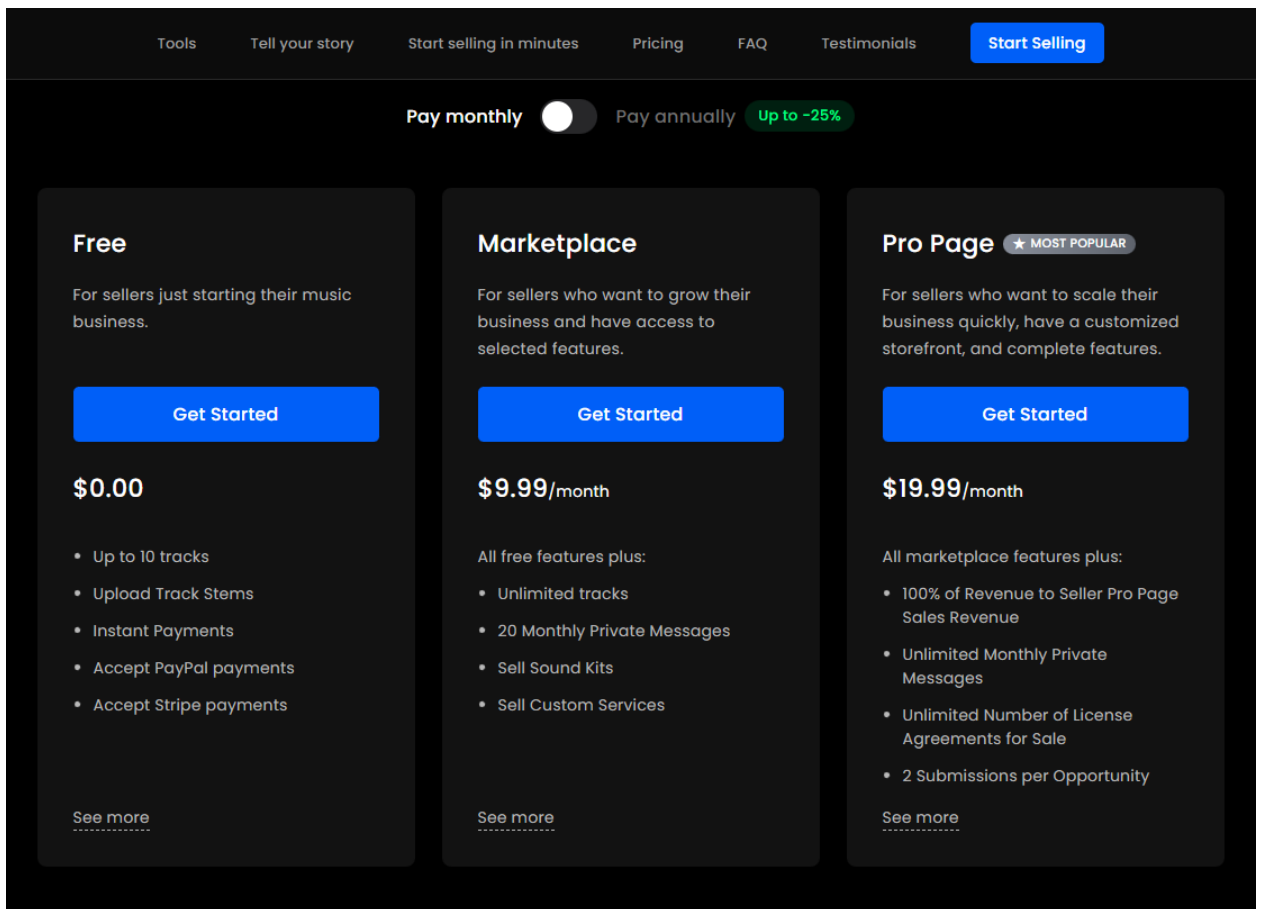 Tools Tell your story Start selling in minutes Pricing FAQ Testimonials Start Selling
Pay monthly Pay annually Up to -25%
Free
For sellers just starting their music
business.
Get Started
$0.00
• Up to 10 tracks
• Upload Track Stems
• Instant Payments
• Accept PayPal payments
• Accept Stripe payments
See more
Marketplace
For sellers who want to grow their
business and have access to
selected features.
Get Started
$9.99/month
All free features plus:
• Unlimited tracks
• 20 Monthly Private Messages
• Sell Sound Kits
• Sell Custom Services
See more
Pro Page ★ MOST POPULAR
For sellers who want to scale their
business quickly, have a customized
storefront, and complete features.
Get Started
$19.99/month
All marketplace features plus:
• 100% of Revenue to Seller Pro Page
Sales Revenue
• Unlimited Monthly Private
Messages
• Unlimited Number of License
Agreements for Sale
• 2 Submissions per Opportunity
See more